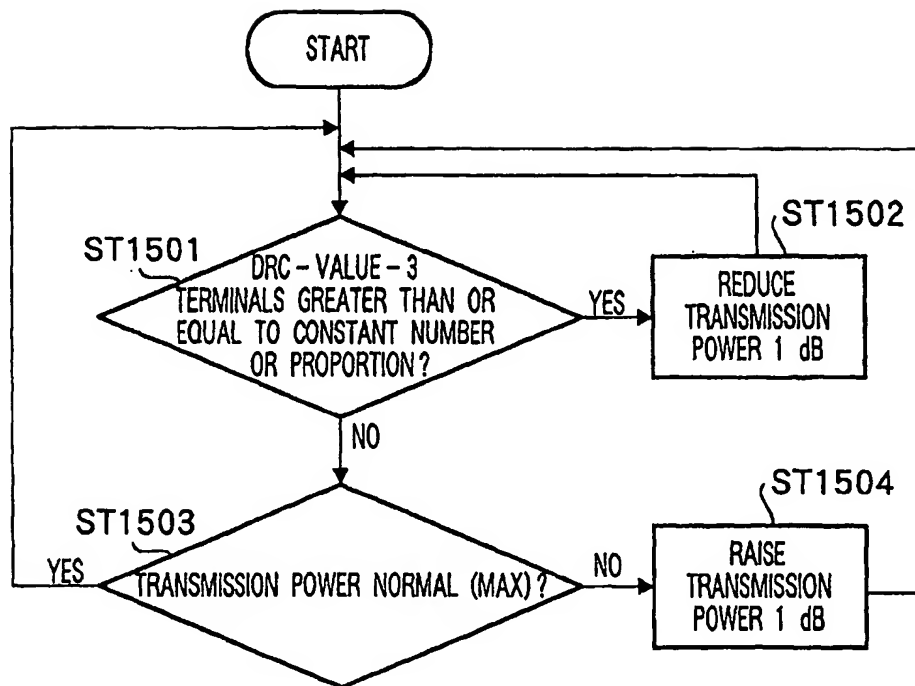 START
ST1501
DRC-VALUE-3
TERMINALS GREATER THAN OR
EQUAL TO CONSTANT NUMBER
OR PROPORTION?
YES
ST1502
REDUCE
TRANSMISSION
POWER 1 dB
NO
ST1503
TRANSMISSION POWER NORMAL (MAX)?
YES
NO
ST1504
RAISE
TRANSMISSION
POWER 1 dB